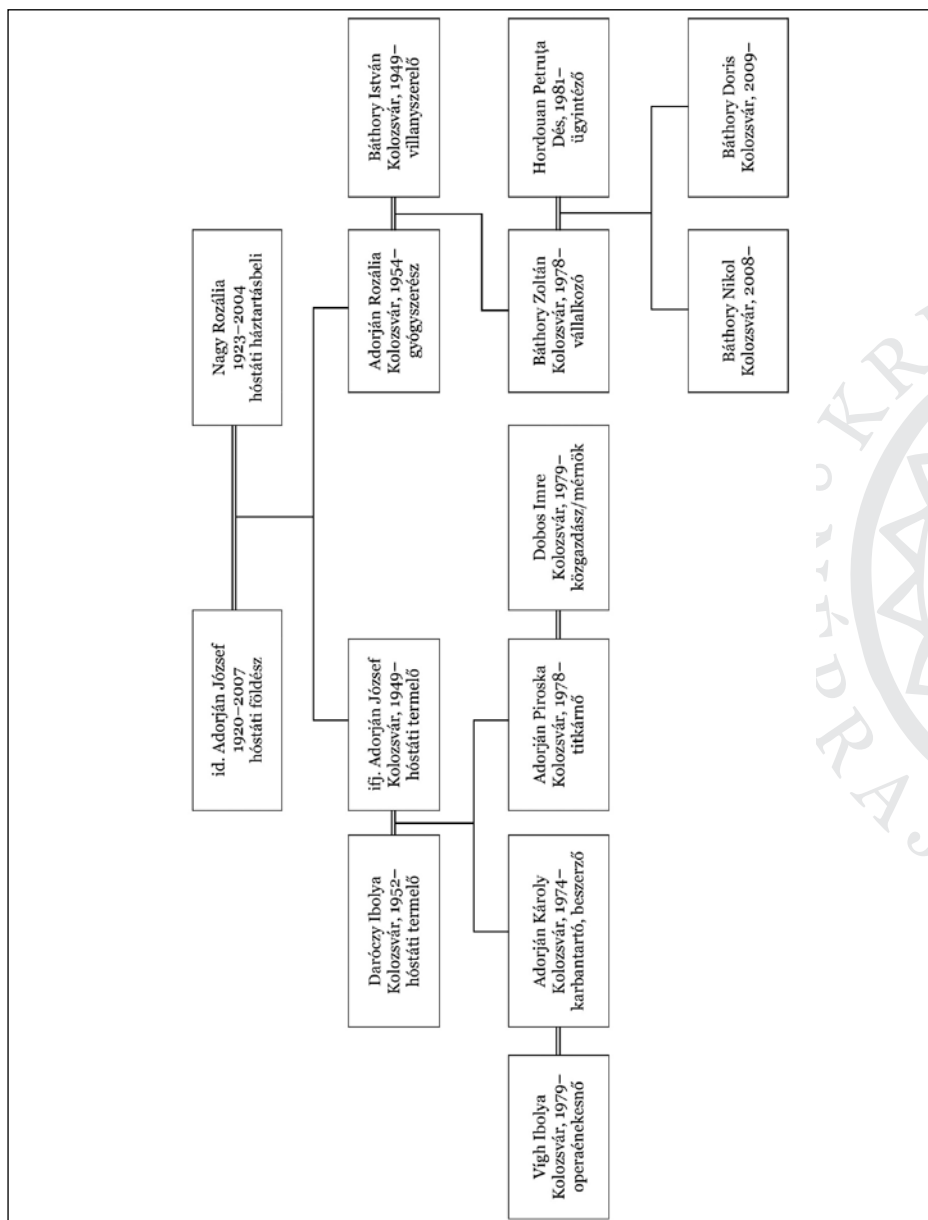 id. Adorján József
1920–2007
hóstáti földész
Nagy Rozália
1923–2004
hóstáti háztartásbeli
Daróczy Ibolya
Kolozsvár, 1952–
hóstáti termelő
ifj. Adorján József
Kolozsvár, 1949–
hóstáti termelő
Adorján Rozália
Kolozsvár, 1954–
gyógyszerész
Báthory István
Kolozsvár, 1949–
villanyszerelő
Vígh Ibolya
Kolozsvár, 1979–
operaénekesnő
Adorján Károly
Kolozsvár, 1974–
karbantartó, beszerző
Adorján Piroska
Kolozsvár, 1978–
titkárnő
Dobos Imre
Kolozsvár, 1979–
közgazdász/mérnök
Báthory Zoltán
Kolozsvár, 1978–
vállalkozó
Hordouan Petruța
Dés, 1981–
ügyintéző
Báthory Nikol
Kolozsvár, 2008–
Báthory Doris
Kolozsvár, 2009–